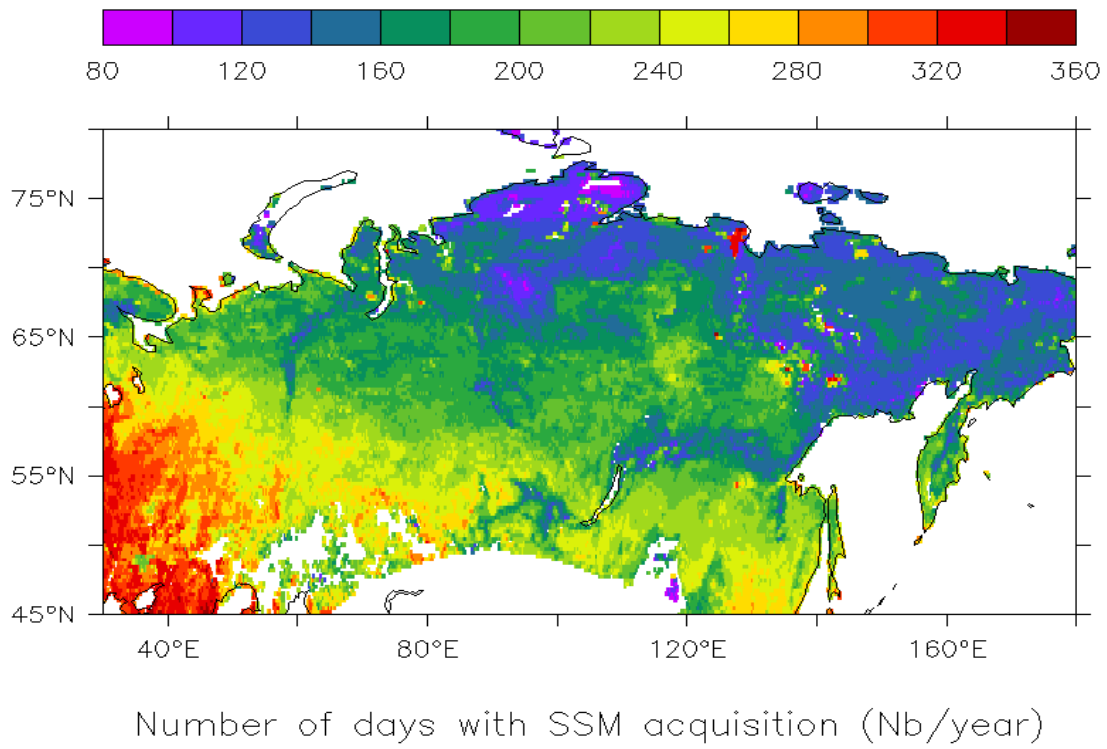 80 120 160 200 240 280 320 360
75°N
65°N
55°N
45°N
40°E 80°E 120°E 160°E
Number of days with SSM acquisition (Nb/year)